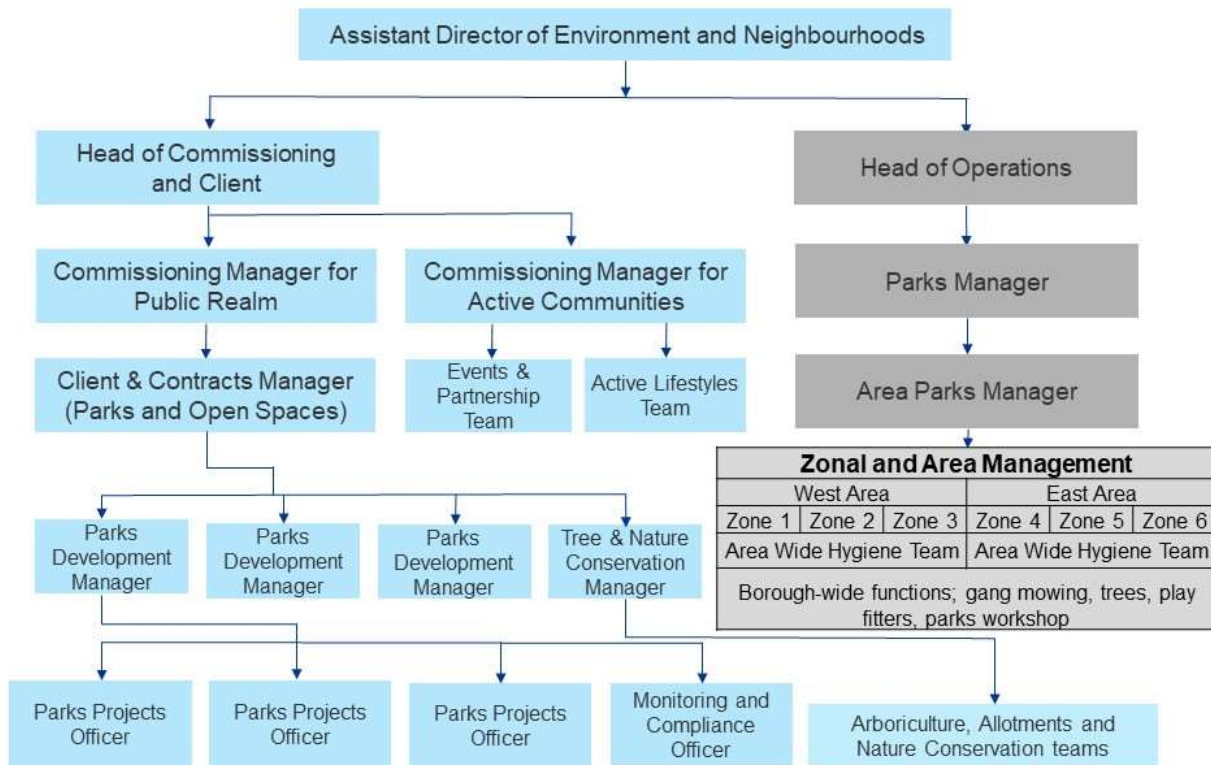 Assistant Director of Environment and Neighbourhoods
Head of Commissioning
and Client
Head of Operations
Commissioning Manager for
Public Realm
Commissioning Manager for
Active Communities
Parks Manager
Client & Contracts Manager
(Parks and Open Spaces)
Events &
Partnership
Team
Active Lifestyles
Team
Area Parks Manager
Zonal and Area Management
West Area East Area
Zone 1 Zone 2 Zone 3 Zone 4 Zone 5 Zone 6
Area Wide Hygiene Team Area Wide Hygiene Team
Borough-wide functions; gang mowing, trees, play
fitters, parks workshop
Parks
Development
Manager
Parks
Development
Manager
Parks
Development
Manager
Tree & Nature
Conservation
Manager
Parks Projects
Officer
Parks Projects
Officer
Parks Projects
Officer
Monitoring and
Compliance
Officer
Arboriculture, Allotments and
Nature Conservation teams